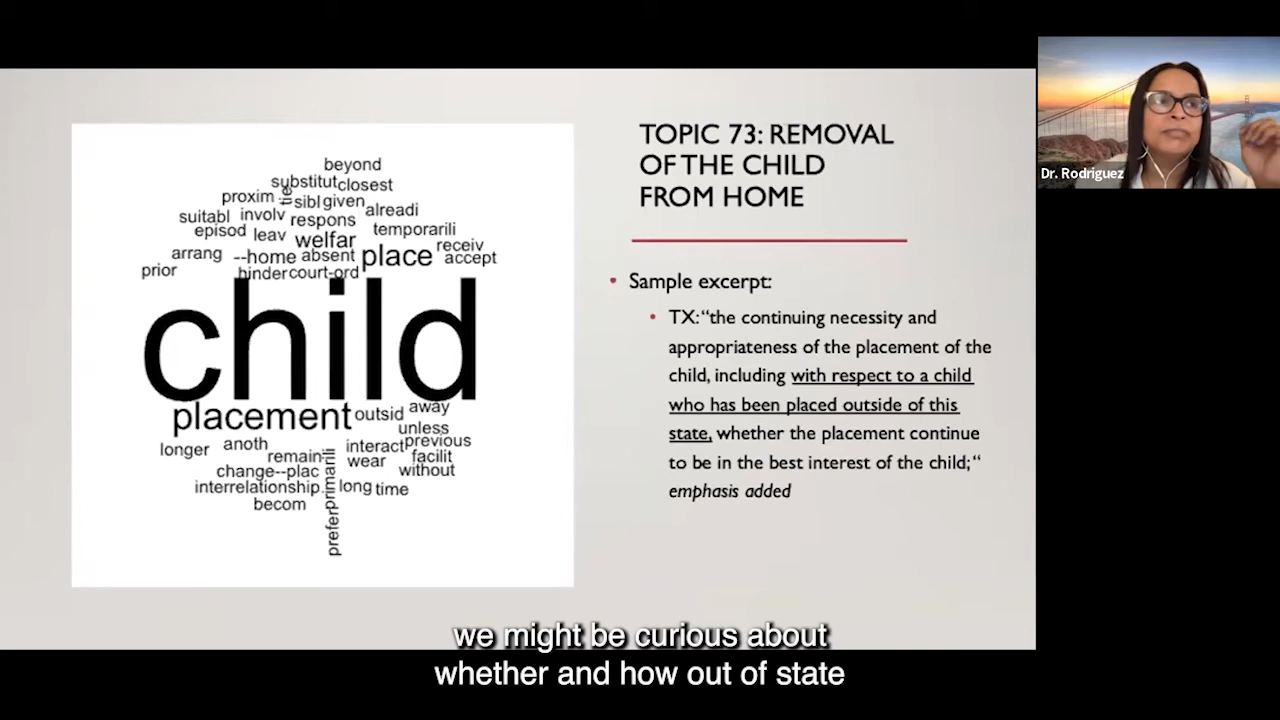 beyond
substitut closest
proxim tie sibl given
suitabl involv respons alreadi
episod leav welfar temporarili
arrang --home absent place receiv
prior hinder court-ord accept
child
placement outsid away
unless
longer anoth interact previous
remain wear facilit
change--plac without
interrelationship long time
becom
prefer primarili
TOPIC 73: REMOVAL
OF THE CHILD
FROM HOME
• Sample excerpt:
• TX: “the continuing necessity and
appropriateness of the placement of the
child, including with respect to a child
who has been placed outside of this
state, whether the placement continue
to be in the best interest of the child;“
emphasis added
Dr. Rodriguez
we might be curious about
whether and how out of state